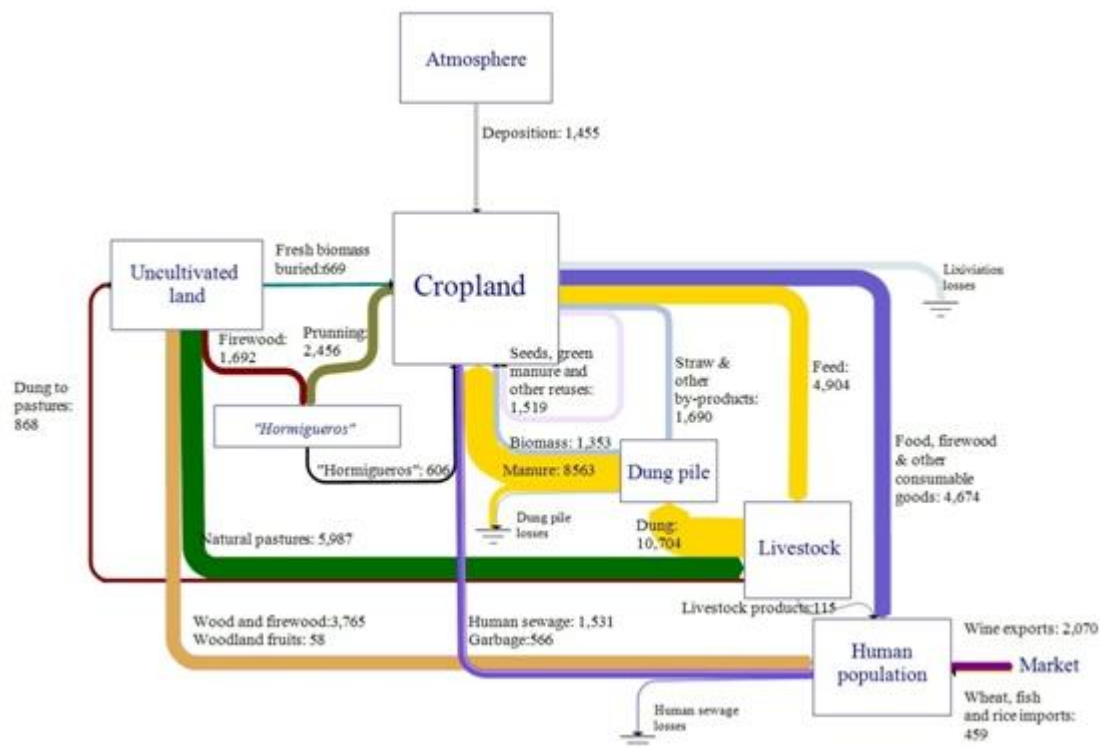 Atmosphere
Deposition: 1,455
Uncultivated
land
Fresh biomass
buried:669
Cropland
Lixiviation
losses
Firewood:
1,692
Prunning:
2,456
Seeds, green
manure and
other reuses:
1,519
Straw &
other
by-products:
1,690
Feed:
4,904
Dung to
pastures:
868
"Hormigueros"
"Hormigueros": 606
Biomass: 1,353
Manure: 8563
Dung pile
Food, firewood
& other
consumable
goods: 4,674
Dung pile
losses
Dung:
10,704
Livestock
Natural pastures: 5,987
Livestock products:115
Wood and firewood:3,765
Woodland fruits: 58
Human sewage: 1,531
Garbage:566
Human
population
Wine exports: 2,070
Market
Wheat, fish
and rice imports:
459
Human sewage
losses